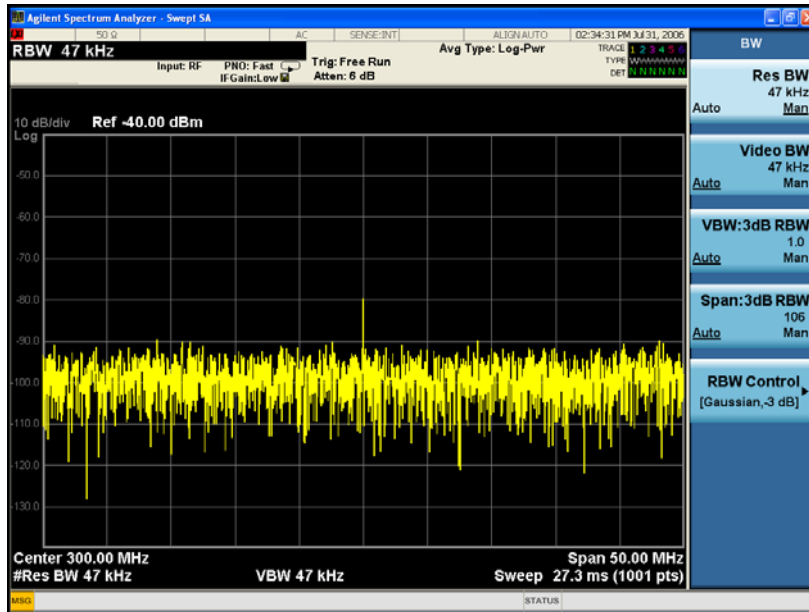 Agilent Spectrum Analyzer - Swept SA
50 Ω AC SENSE:INT ALIGNAUTO 02:34:31 PM Jul 31, 2006
RBW 47 kHz
Input: RF PNO: Fast Trig: Free Run Avg Type: Log-Pwr TRACE 1 2 3 4 5 6
IFGain:Low Atten: 6 dB TYPE WWWWWW
DET N N N N N N
10 dB/div Ref -40.00 dBm
Log
-50.0
-60.0
-70.0
-80.0
-90.0
-100.0
-110.0
-120.0
-130.0
Center 300.00 MHz Span 50.00 MHz
#Res BW 47 kHz VBW 47 kHz Sweep 27.3 ms (1001 pts)
MSG STATUS
BW
Res BW
47 kHz
Auto Man
Video BW
47 kHz
Auto Man
VBW:3dB RBW
1.0
Auto Man
Span:3dB RBW
106
Auto Man
RBW Control
[Gaussian,-3 dB]